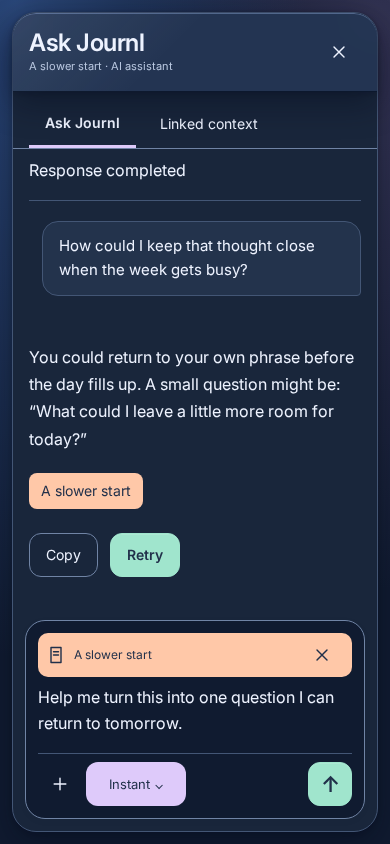 Ask Journl
A slower start · AI assistant
Ask Journl
Linked context
Response completed
How could I keep that thought close
when the week gets busy?
You could return to your own phrase before
the day fills up. A small question might be:
“What could I leave a little more room for
today?”
A slower start
Copy
Retry
A slower start
Help me turn this into one question I can
return to tomorrow.
Instant